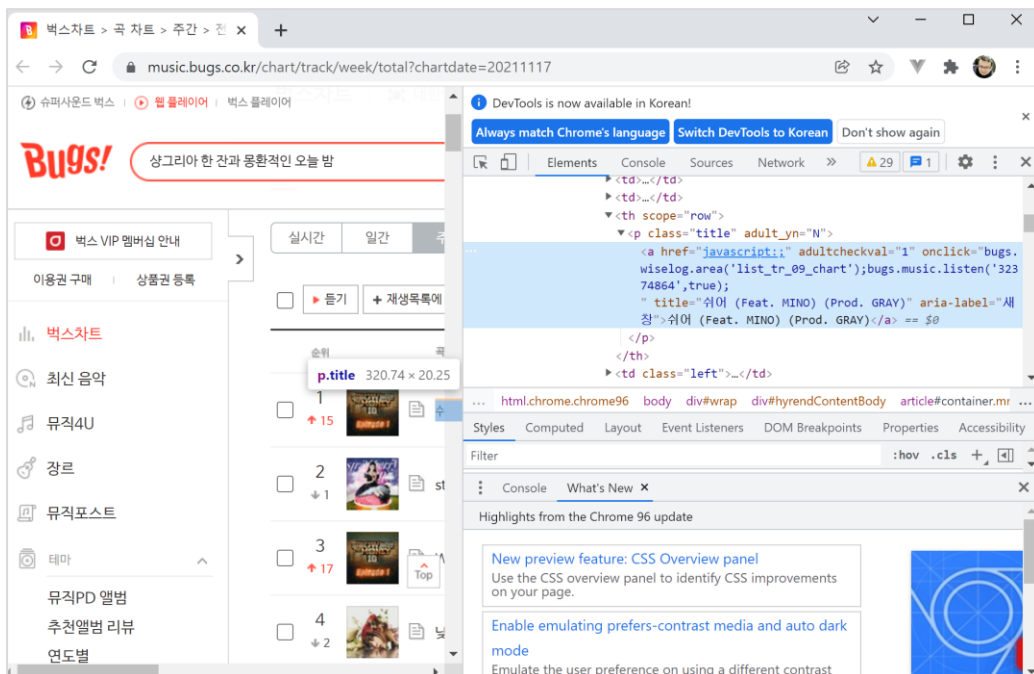 벅스차트 > 곡 차트 > 주간 > 전
music.bugs.co.kr/chart/track/week/total?chartdate=20211117
슈퍼사운드 벅스 웹 플레이어 벅스 플레이어
Bugs!
샹그리아 한 잔과 몽환적인 오늘 밤
벅스 VIP 멤버십 안내
이용권 구매 상품권 등록
벅스차트
최신 음악
뮤직4U
장르
뮤직포스트
테마
뮤직PD 앨범
추천앨범 리뷰
연도별
실시간 일간
듣기 + 재생목록에
순위
p.title 320.74 × 20.25
1
15
2
1
3
17
Top
4
2
DevTools is now available in Korean!
Always match Chrome's language Switch DevTools to Korean Don't show again
Elements Console Sources Network » 29 1
<td>…</td>
<td>…</td>
<th scope="row">
<p class="title" adult_yn="N">
<a href="javascript:;" adultcheckval="1" onclick="bugs.
wiselog.area('list_tr_09_chart');bugs.music.listen('323
74864',true);
" title="쉬어 (Feat. MINO) (Prod. GRAY)" aria-label="새
창">쉬어 (Feat. MINO) (Prod. GRAY)</a> == $0
</p>
</th>
<td class="left">…</td>
... html.chrome.chrome96 body div#wrap div#hyrendContentBody article#container.mr ...
Styles Computed Layout Event Listeners DOM Breakpoints Properties Accessibility
Filter :hov .cls +
Console What's New ×
Highlights from the Chrome 96 update
New preview feature: CSS Overview panel
Use the CSS overview panel to identify CSS improvements
on your page.
Enable emulating prefers-contrast media and auto dark
mode
Emulate the user preference on using a different contrast